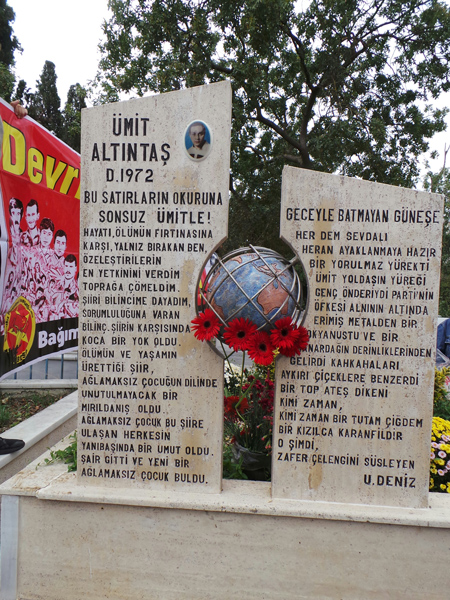 Devr
Bağım
ÜMİT
ALTINTAŞ
D.1972
BU SATIRLARIN OKURUNA
SONSUZ ÜMİTLE!
HAYATI,ÖLÜMÜN FIRTINASINA
KARŞI, YALNIZ BIRAKAN BEN,
ÖZELEŞTİRİLERİN
EN YETKİNİNİ VERDİM
TOPRAĞA ÇÖMELDİM.
ŞİİRİ BİLİNCİME DAYADIM,
SORUMLULUĞUNA VARAN
BİLİNÇ.ŞİİRİN KARŞISINDA
KOCA BİR YOK OLDU.
ÖLÜMÜN VE YAŞAMIN
ÜRETTİĞİ ŞİİR,
AĞLAMAKSIZ ÇOCUĞUN DİLİNDE
UNUTULMAYACAK BİR
MIRILDANIŞ OLDU.
AĞLAMAKSIZ ÇOCUK BU ŞİİRE
ULAŞAN HERKESİN
YANIBAŞINDA BİR UMUT OLDU.
ŞAİR GİTTİ VE YENİ BİR
AĞLAMAKSIZ ÇOCUK BULDU.
GECEYLE BATMAYAN GÜNEŞE
HER DEM SEVDALI
HERAN AYAKLANMAYA HAZIR
BİR YORULMAZ YÜREKTİ
ÜMİT YOLDAŞIN YÜREĞİ
GENÇ ÖNDERİYDİ PARTİ'NİN
ÖFKESİ ALNININ ALTINDA
ERİMİŞ METALDEN BİR
OKYANUSTU VE BİR
YANARDAĞIN DERİNLİKLERİNDEN
GELİRDİ KAHKAHALARI.
AYKIRI ÇİÇEKLERE BENZERDİ
BİR TOP ATEŞ DİKENİ
KİMİ ZAMAN,
KİMİ ZAMAN BİR TUTAM ÇİĞDEM
BİR KIZILCA KARANFİLDİR
O ŞİMDİ,
ZAFER ÇELENGİNİ SÜSLEYEN
U.DENİZ